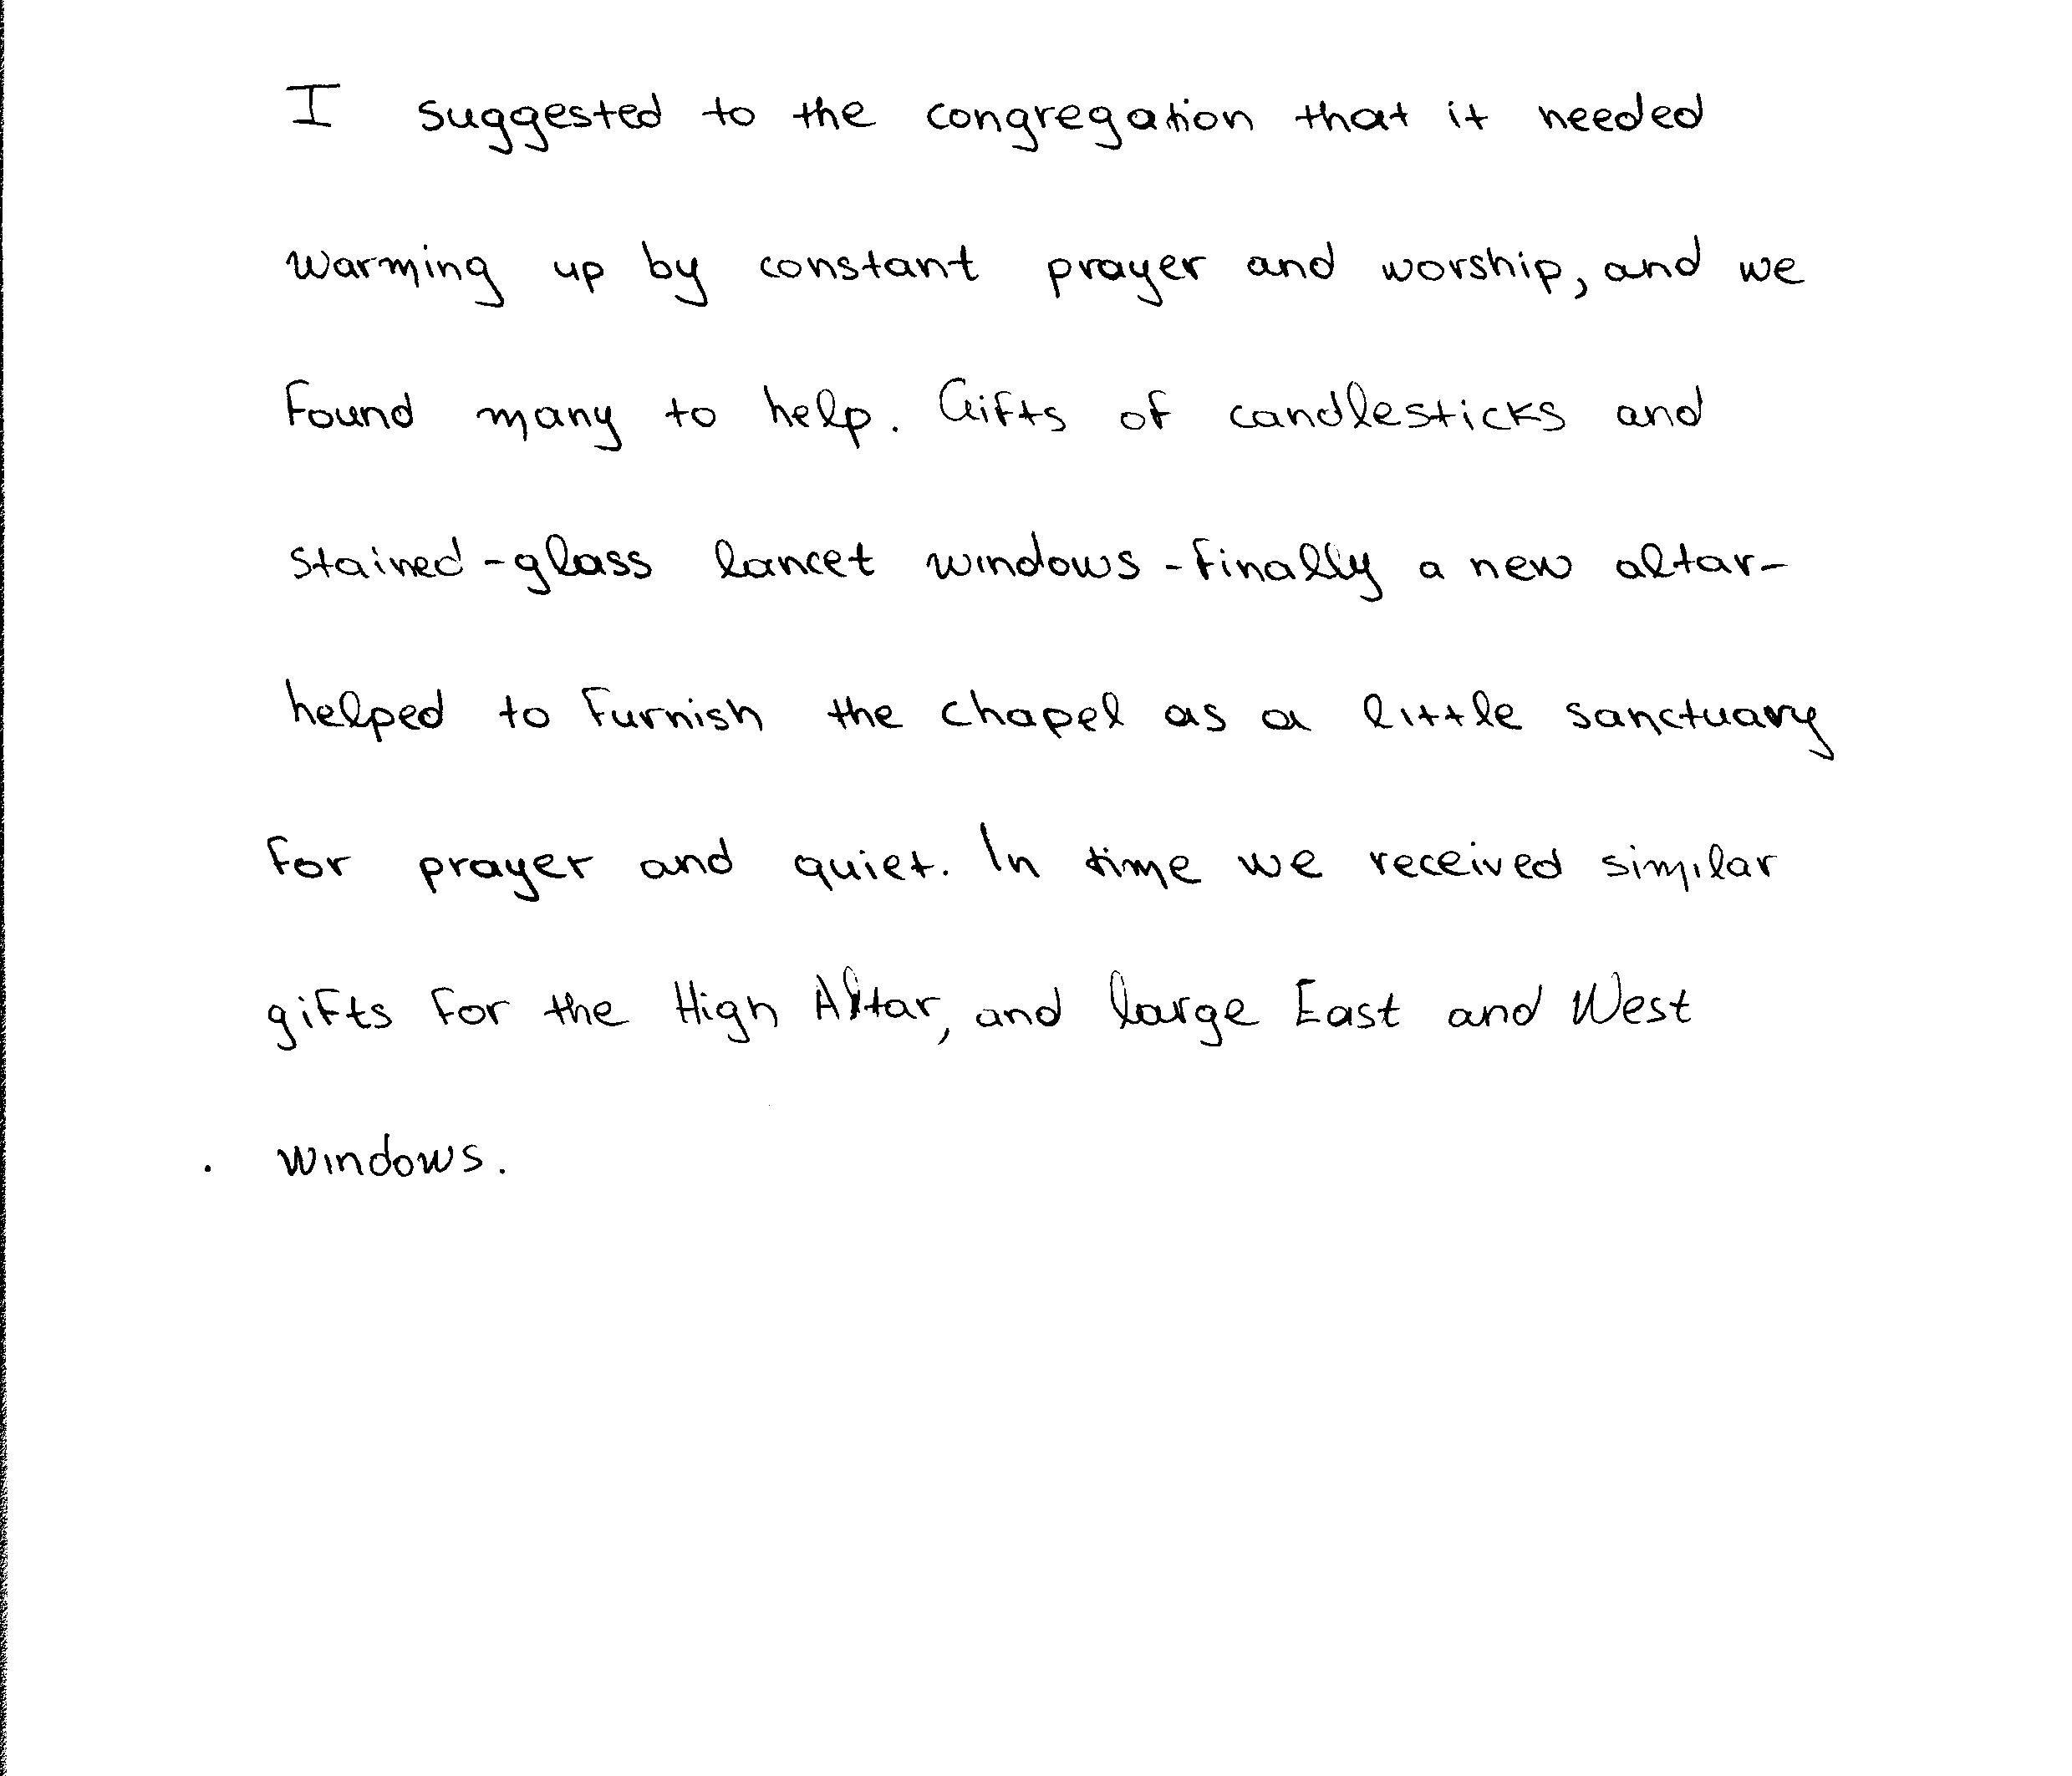 I suggested to the congregation that it needed
warming up by constant prayer and worship, and we
found many to help. Gifts of candlesticks and
stained-glass lancet windows - finally a new altar-
helped to furnish the chapel as a little sanctuary
for prayer and quiet. In time we received similar
gifts for the High Altar, and large East and West
windows.